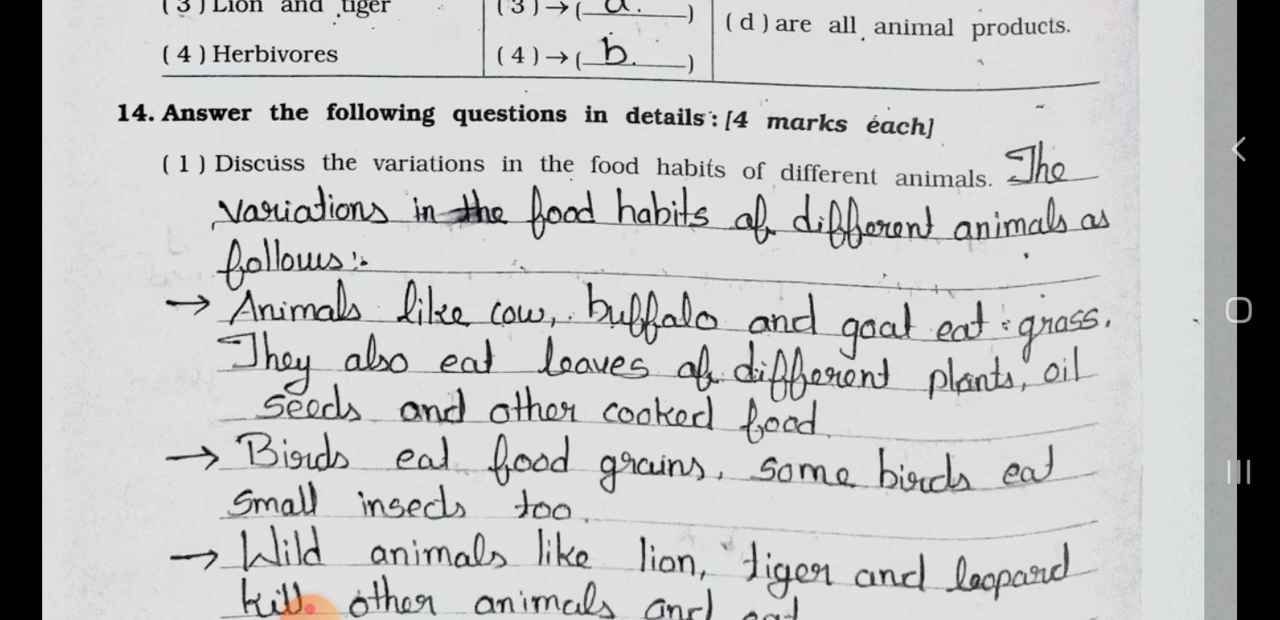 (3) Lion and tiger (3)→( a. )
(d) are all animal products.
(4) Herbivores (4)→( b. )
14. Answer the following questions in details : [4 marks each]
(1) Discuss the variations in the food habits of different animals. The
variations in the food habits of different animals as
follows :-
→ Animals like cow, buffalo and goat eat grass.
They also eat leaves of different plants, oil
seeds and other cooked food.
→ Birds eat food grains, some birds eat
small insects too.
→ Wild animals like lion, tiger and leopard
kill other animals and eat